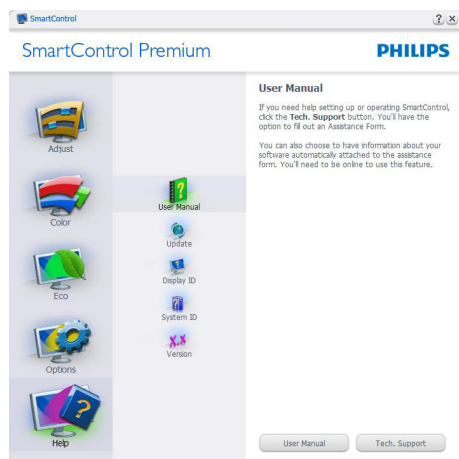 SmartControl
? ×
SmartControl Premium
PHILIPS
Adjust
Color
Eco
Options
?
Help
?
User Manual
Update
?
Display ID
?
System ID
X.X
Version
User Manual
If you need help setting up or operating SmartControl,
click the Tech. Support button. You'll have the
option to fill out an Assistance Form.
You can also choose to have information about your
software automatically attached to the assistance
form. You'll need to be online to use this feature.
User Manual
Tech. Support